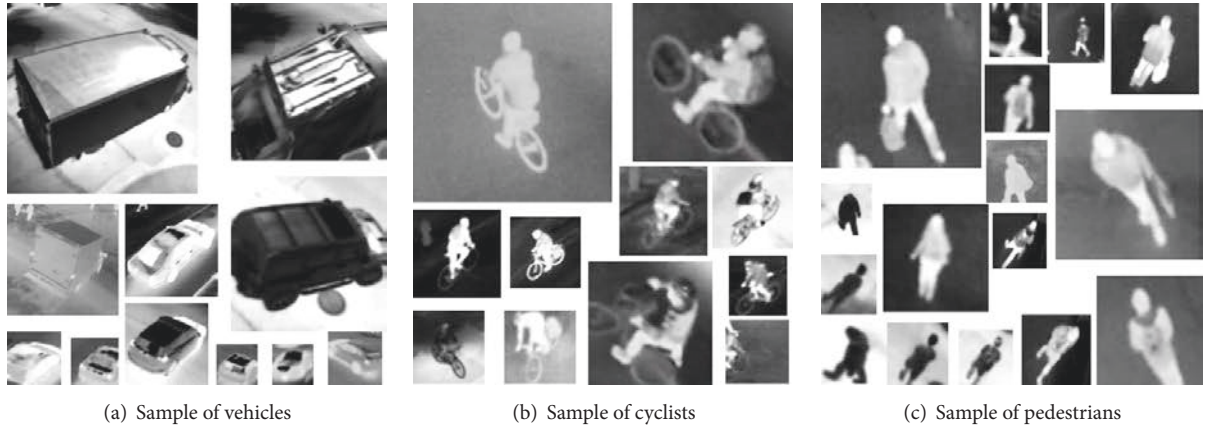 (a) Sample of vehicles
(b) Sample of cyclists
(c) Sample of pedestrians